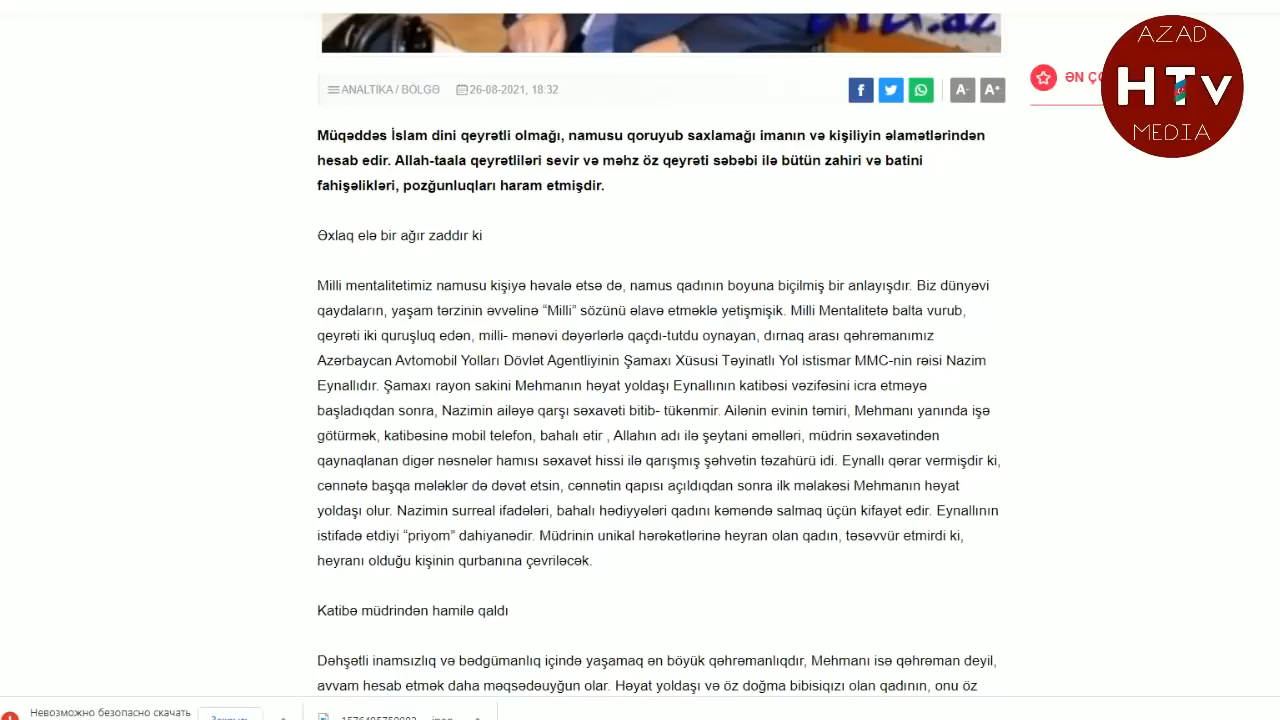 AZAD
HTv
MEDIA
ANALTİKA / BÖLGƏ 26-08-2021, 18:32
f A- A+
ƏN ÇO
Müqəddəs İslam dini qeyrətli olmağı, namusu qoruyub saxlamağı imanın və kişiliyin əlamətlərindən
hesab edir. Allah-taala qeyrətliləri sevir və məhz öz qeyrəti səbəbi ilə bütün zahiri və batini
fahişəlikləri, pozğunluqları haram etmişdir.
Əxlaq elə bir ağır zaddır ki
Milli mentalitetimiz namusu kişiyə həvalə etsə də, namus qadının boyuna biçilmiş bir anlayışdır. Biz dünyəvi
qaydaların, yaşam tərzinin əvvəlinə “Milli” sözünü əlavə etməklə yetişmişik. Milli Mentalitetə balta vurub,
qeyrəti iki quruşluq edən, milli- mənəvi dəyərlərlə qaçdı-tutdu oynayan, dırnaq arası qəhrəmanımız
Azərbaycan Avtomobil Yolları Dövlət Agentliyinin Şamaxı Xüsusi Təyinatlı Yol istismar MMC-nin rəisi Nazim
Eynallıdır. Şamaxı rayon sakini Mehmanın həyat yoldaşı Eynallının katibəsi vəzifəsini icra etməyə
başladıqdan sonra, Nazimin ailəyə qarşı səxavəti bitib- tükənmir. Ailənin evinin təmiri, Mehmanı yanında işə
götürmək, katibəsinə mobil telefon, bahalı ətir , Allahın adı ilə şeytani əməlləri, müdrin səxavətindən
qaynaqlanan digər nəsnələr hamısı səxavət hissi ilə qarışmış şəhvətin təzahürü idi. Eynallı qərar vermişdir ki,
cənnətə başqa mələklər də dəvət etsin, cənnətin qapısı açıldıqdan sonra ilk məlakəsi Mehmanın həyat
yoldaşı olur. Nazimin surreal ifadələri, bahalı hədiyyələri qadını kəməndə salmaq üçün kifayət edir. Eynallının
istifadə etdiyi “priyom” dahiyanədir. Müdrinin unikal hərəkətlərinə heyran olan qadın, təsəvvür etmirdi ki,
heyranı olduğu kişinin qurbanına çevriləcək.
Katibə müdrindən hamilə qaldı
Dəhşətli inamsızlıq və bədgümanlıq içində yaşamaq ən böyük qəhrəmanlıqdır, Mehmanı isə qəhrəman deyil,
avvam hesab etmək daha məqsədəuyğun olar. Həyat yoldaşı və öz doğma bibisiqızı olan qadının, onu öz
Невозможно безопасно скачать